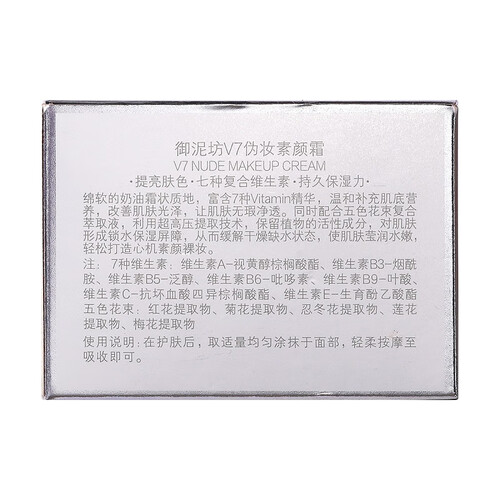 御泥坊V7伪妆素颜霜
V7 NUDE MAKEUP CREAM
·提亮肤色·七种复合维生素·持久保湿力·
绵软的奶油霜状质地，富含7种Vitamin精华，温和补充肌底营
养，改善肌肤光泽，让肌肤无瑕净透。同时配合五色花束复合
萃取液，利用超高压提取技术，保留植物的活性成分，对肌肤
形成锁水保湿屏障，从而缓解干燥缺水状态，使肌肤莹润水嫩，
轻松打造心机素颜裸妆。
注：7种维生素：维生素A-视黄醇棕榈酸酯、维生素B3-烟酰
胺、维生素B5-泛醇、维生素B6-吡哆素、维生素B9-叶酸、
维生素C-抗坏血酸四异棕榈酸酯、维生素E-生育酚乙酸酯
五色花束：红花提取物、菊花提取物、忍冬花提取物、莲花
提取物、梅花提取物
使用说明：在护肤后，取适量均匀涂抹于面部，轻柔按摩至
吸收即可。